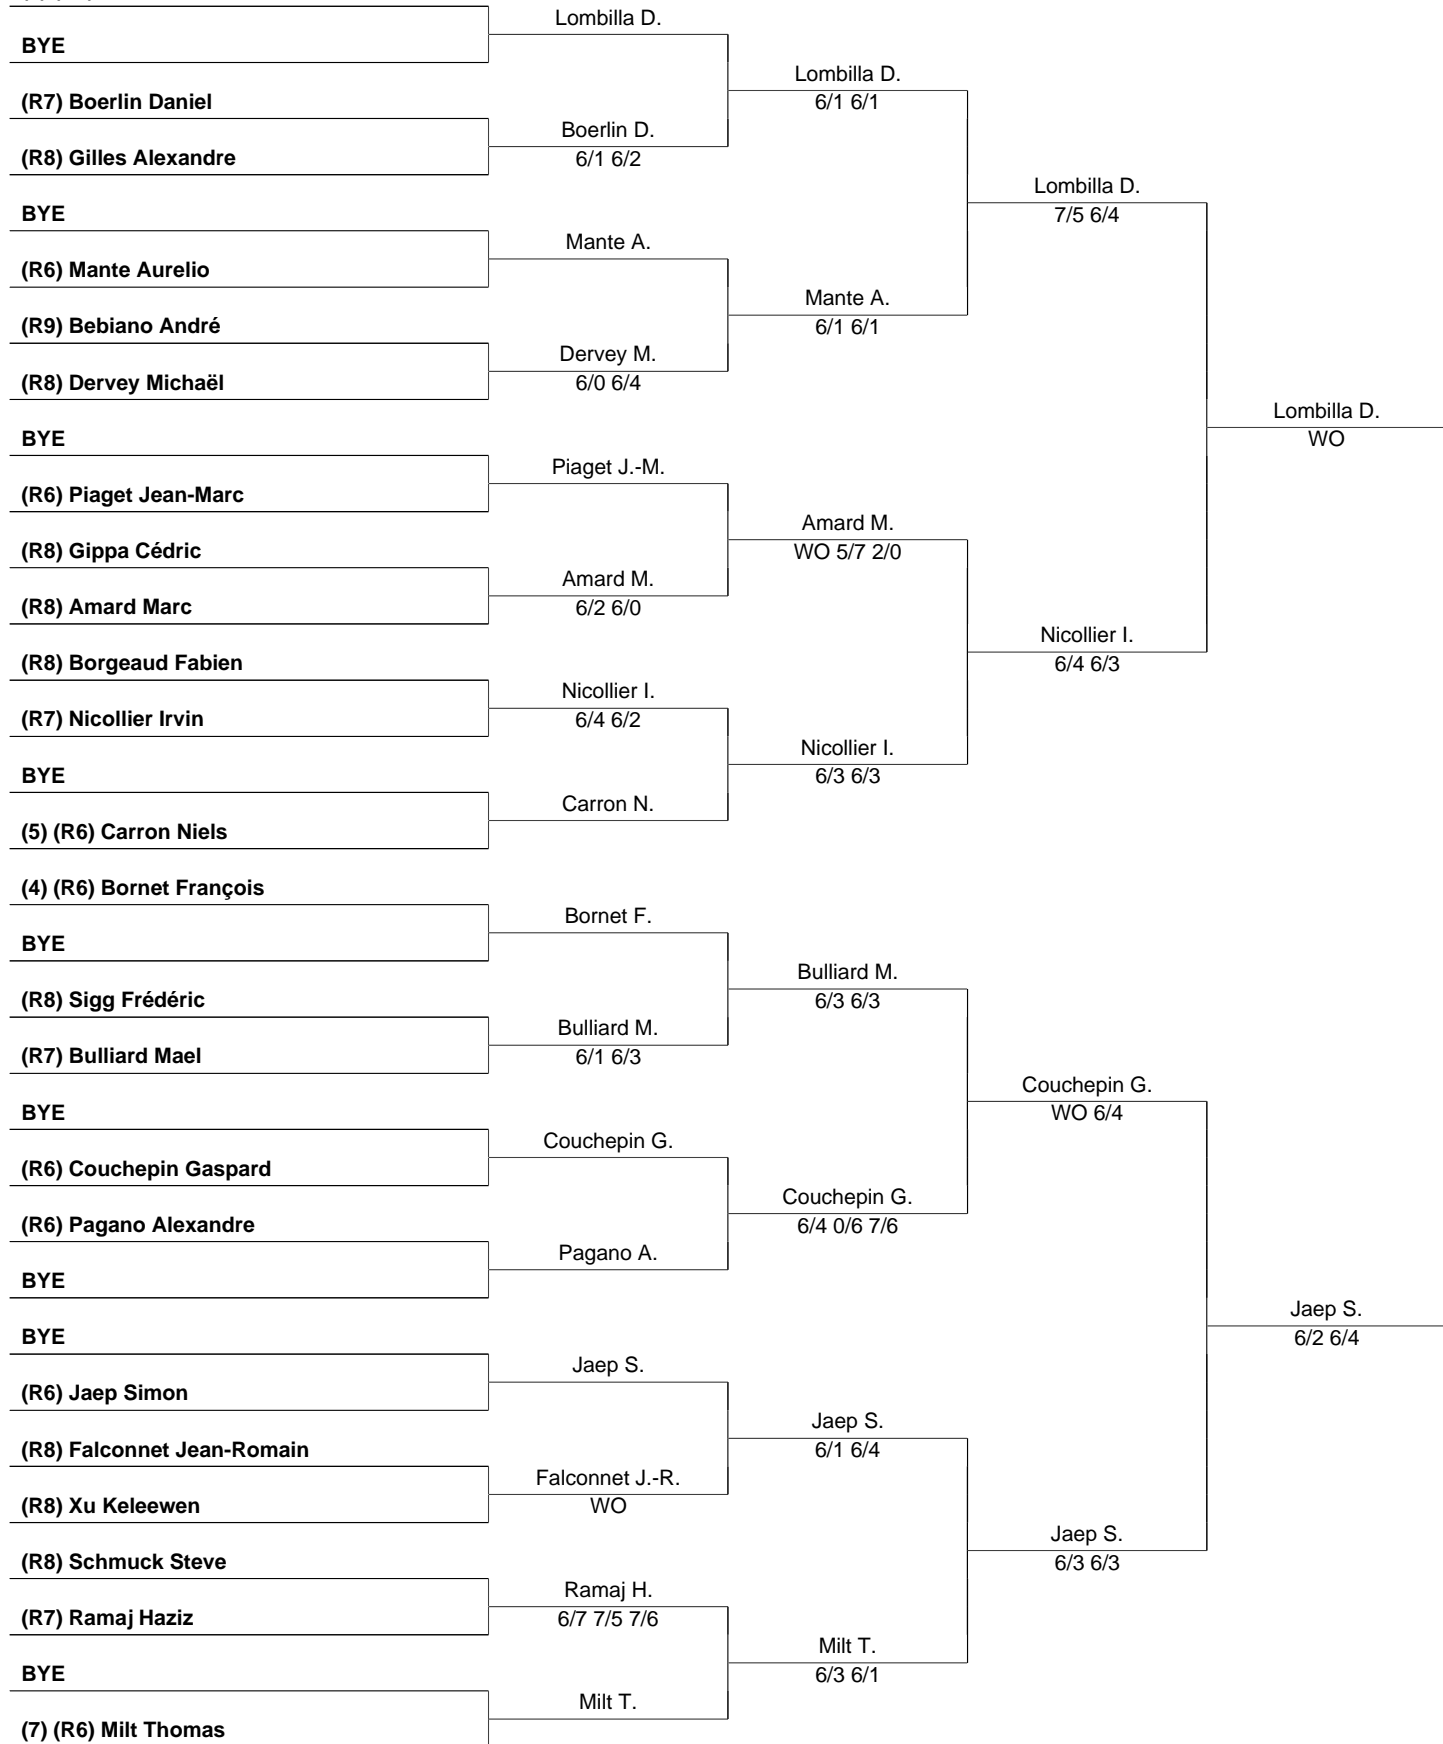 Lombilla D.
BYE
Lombilla D.
(R7) Boerlin Daniel
6/1 6/1
Boerlin D.
(R8) Gilles Alexandre
6/1 6/2
Lombilla D.
BYE
7/5 6/4
Mante A.
(R6) Mante Aurelio
Mante A.
(R9) Bebiano André
6/1 6/1
Dervey M.
(R8) Dervey Michaël
6/0 6/4
Lombilla D.
BYE
WO
Piaget J.-M.
(R6) Piaget Jean-Marc
Amard M.
(R8) Gippa Cédric
WO 5/7 2/0
Amard M.
(R8) Amard Marc
6/2 6/0
Nicollier I.
(R8) Borgeaud Fabien
6/4 6/3
Nicollier I.
(R7) Nicollier Irvin
6/4 6/2
Nicollier I.
BYE
6/3 6/3
Carron N.
(5) (R6) Carron Niels
(4) (R6) Bornet François
Bornet F.
BYE
Bulliard M.
(R8) Sigg Frédéric
6/3 6/3
Bulliard M.
(R7) Bulliard Mael
6/1 6/3
Couchepin G.
BYE
WO 6/4
Couchepin G.
(R6) Couchepin Gaspard
Couchepin G.
(R6) Pagano Alexandre
6/4 0/6 7/6
Pagano A.
BYE
Jaep S.
BYE
6/2 6/4
Jaep S.
(R6) Jaep Simon
Jaep S.
(R8) Falconnet Jean-Romain
6/1 6/4
Falconnet J.-R.
(R8) Xu Keleewen
WO
Jaep S.
(R8) Schmuck Steve
6/3 6/3
Ramaj H.
(R7) Ramaj Haziz
6/7 7/5 7/6
Milt T.
BYE
6/3 6/1
Milt T.
(7) (R6) Milt Thomas